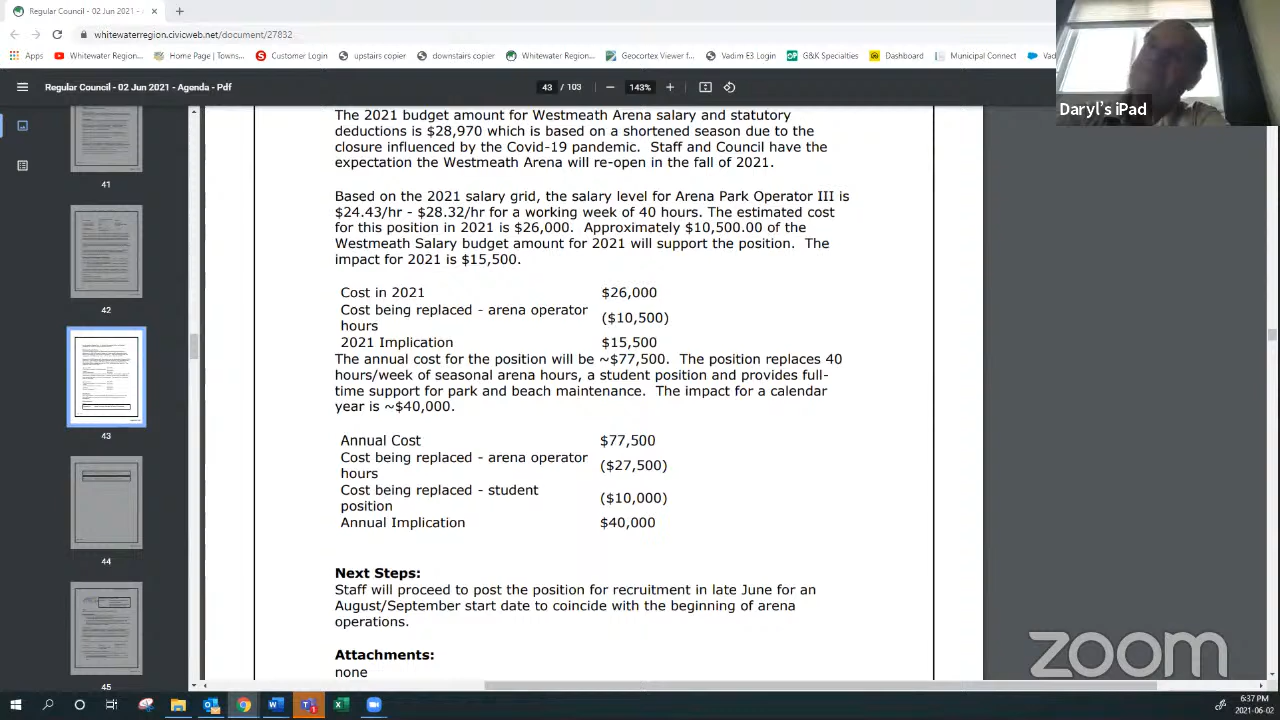 Regular Council - 02 Jun 2021 -
whitewaterregion.civicweb.net/document/27832
Apps
Whitewater Region...
Home Page | Towns...
Customer Login
upstairs copier
downstairs copier
Whitewater Region...
Geocortex Viewer f...
Vadim E3 Login
G&K Specialties
Dashboard
Municipal Connect
Vad
Regular Council - 02 Jun 2021 - Agenda - Pdf
43 / 103
143%
Daryl's iPad
41
42
43
44
45
The 2021 budget amount for Westmeath Arena salary and statutory
deductions is $28,970 which is based on a shortened season due to the
closure influenced by the Covid-19 pandemic. Staff and Council have the
expectation the Westmeath Arena will re-open in the fall of 2021.
Based on the 2021 salary grid, the salary level for Arena Park Operator III is
$24.43/hr - $28.32/hr for a working week of 40 hours. The estimated cost
for this position in 2021 is $26,000. Approximately $10,500.00 of the
Westmeath Salary budget amount for 2021 will support the position. The
impact for 2021 is $15,500.
Cost in 2021 $26,000
Cost being replaced - arena operator
hours ($10,500)
2021 Implication $15,500
The annual cost for the position will be ~$77,500. The position replaces 40
hours/week of seasonal arena hours, a student position and provides full-
time support for park and beach maintenance. The impact for a calendar
year is ~$40,000.
Annual Cost $77,500
Cost being replaced - arena operator
hours ($27,500)
Cost being replaced - student
position ($10,000)
Annual Implication $40,000
Next Steps:
Staff will proceed to post the position for recruitment in late June for an
August/September start date to coincide with the beginning of arena
operations.
Attachments:
none
zoom
6:37 PM
2021-06-02